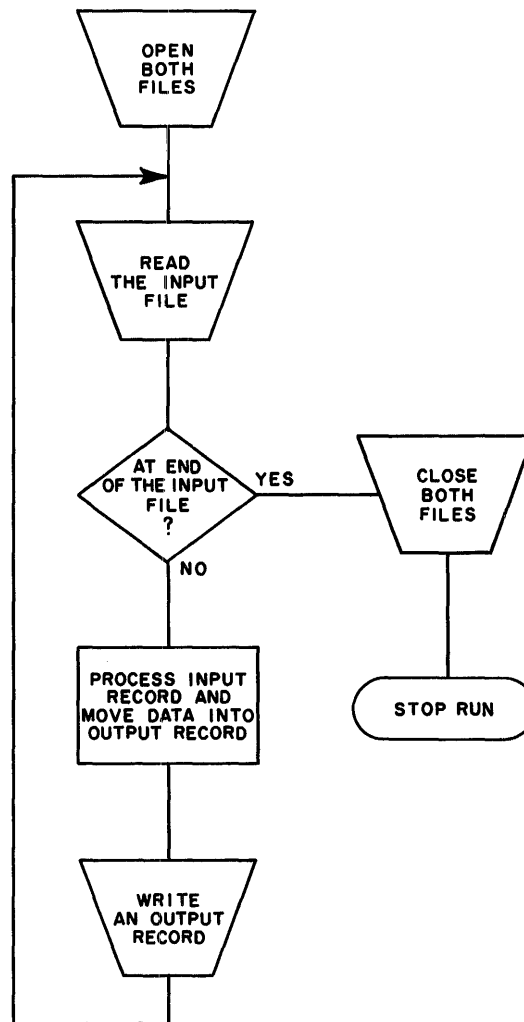 OPEN
BOTH
FILES
READ
THE INPUT
FILE
AT END
OF THE INPUT
FILE
?
YES
CLOSE
BOTH
FILES
NO
PROCESS INPUT
RECORD AND
MOVE DATA INTO
OUTPUT RECORD
STOP RUN
WRITE
AN OUTPUT
RECORD